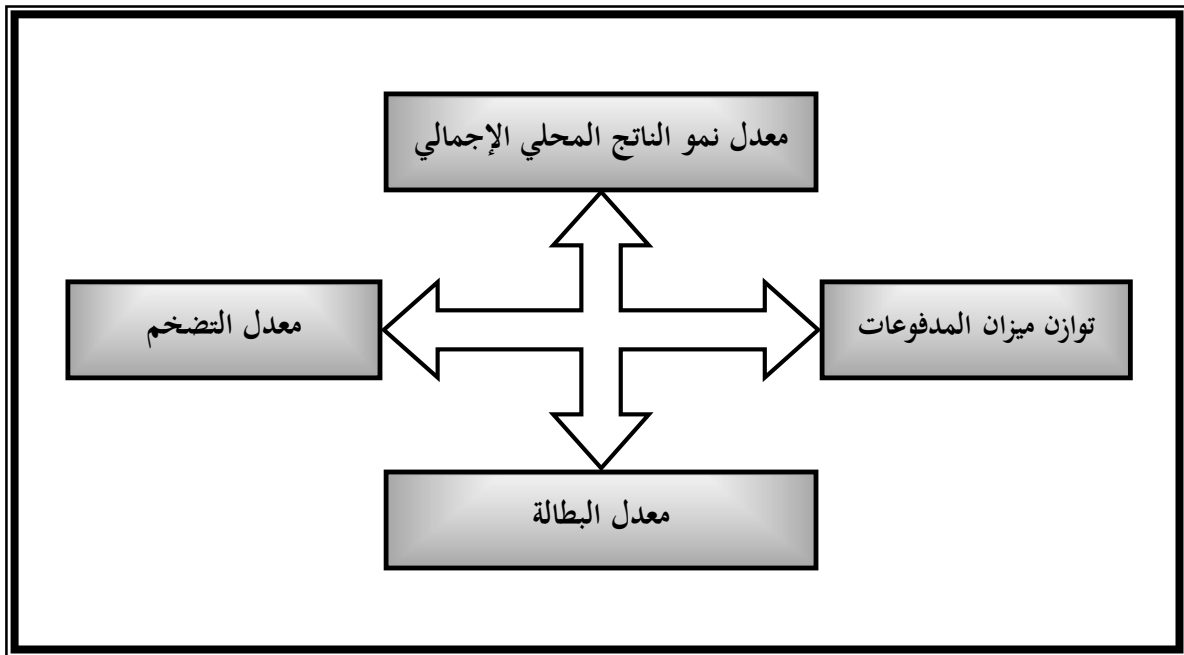 معدل نمو الناتج المحلي الإجمالي
توازن ميزان المدفوعات
معدل التضخم
معدل البطالة